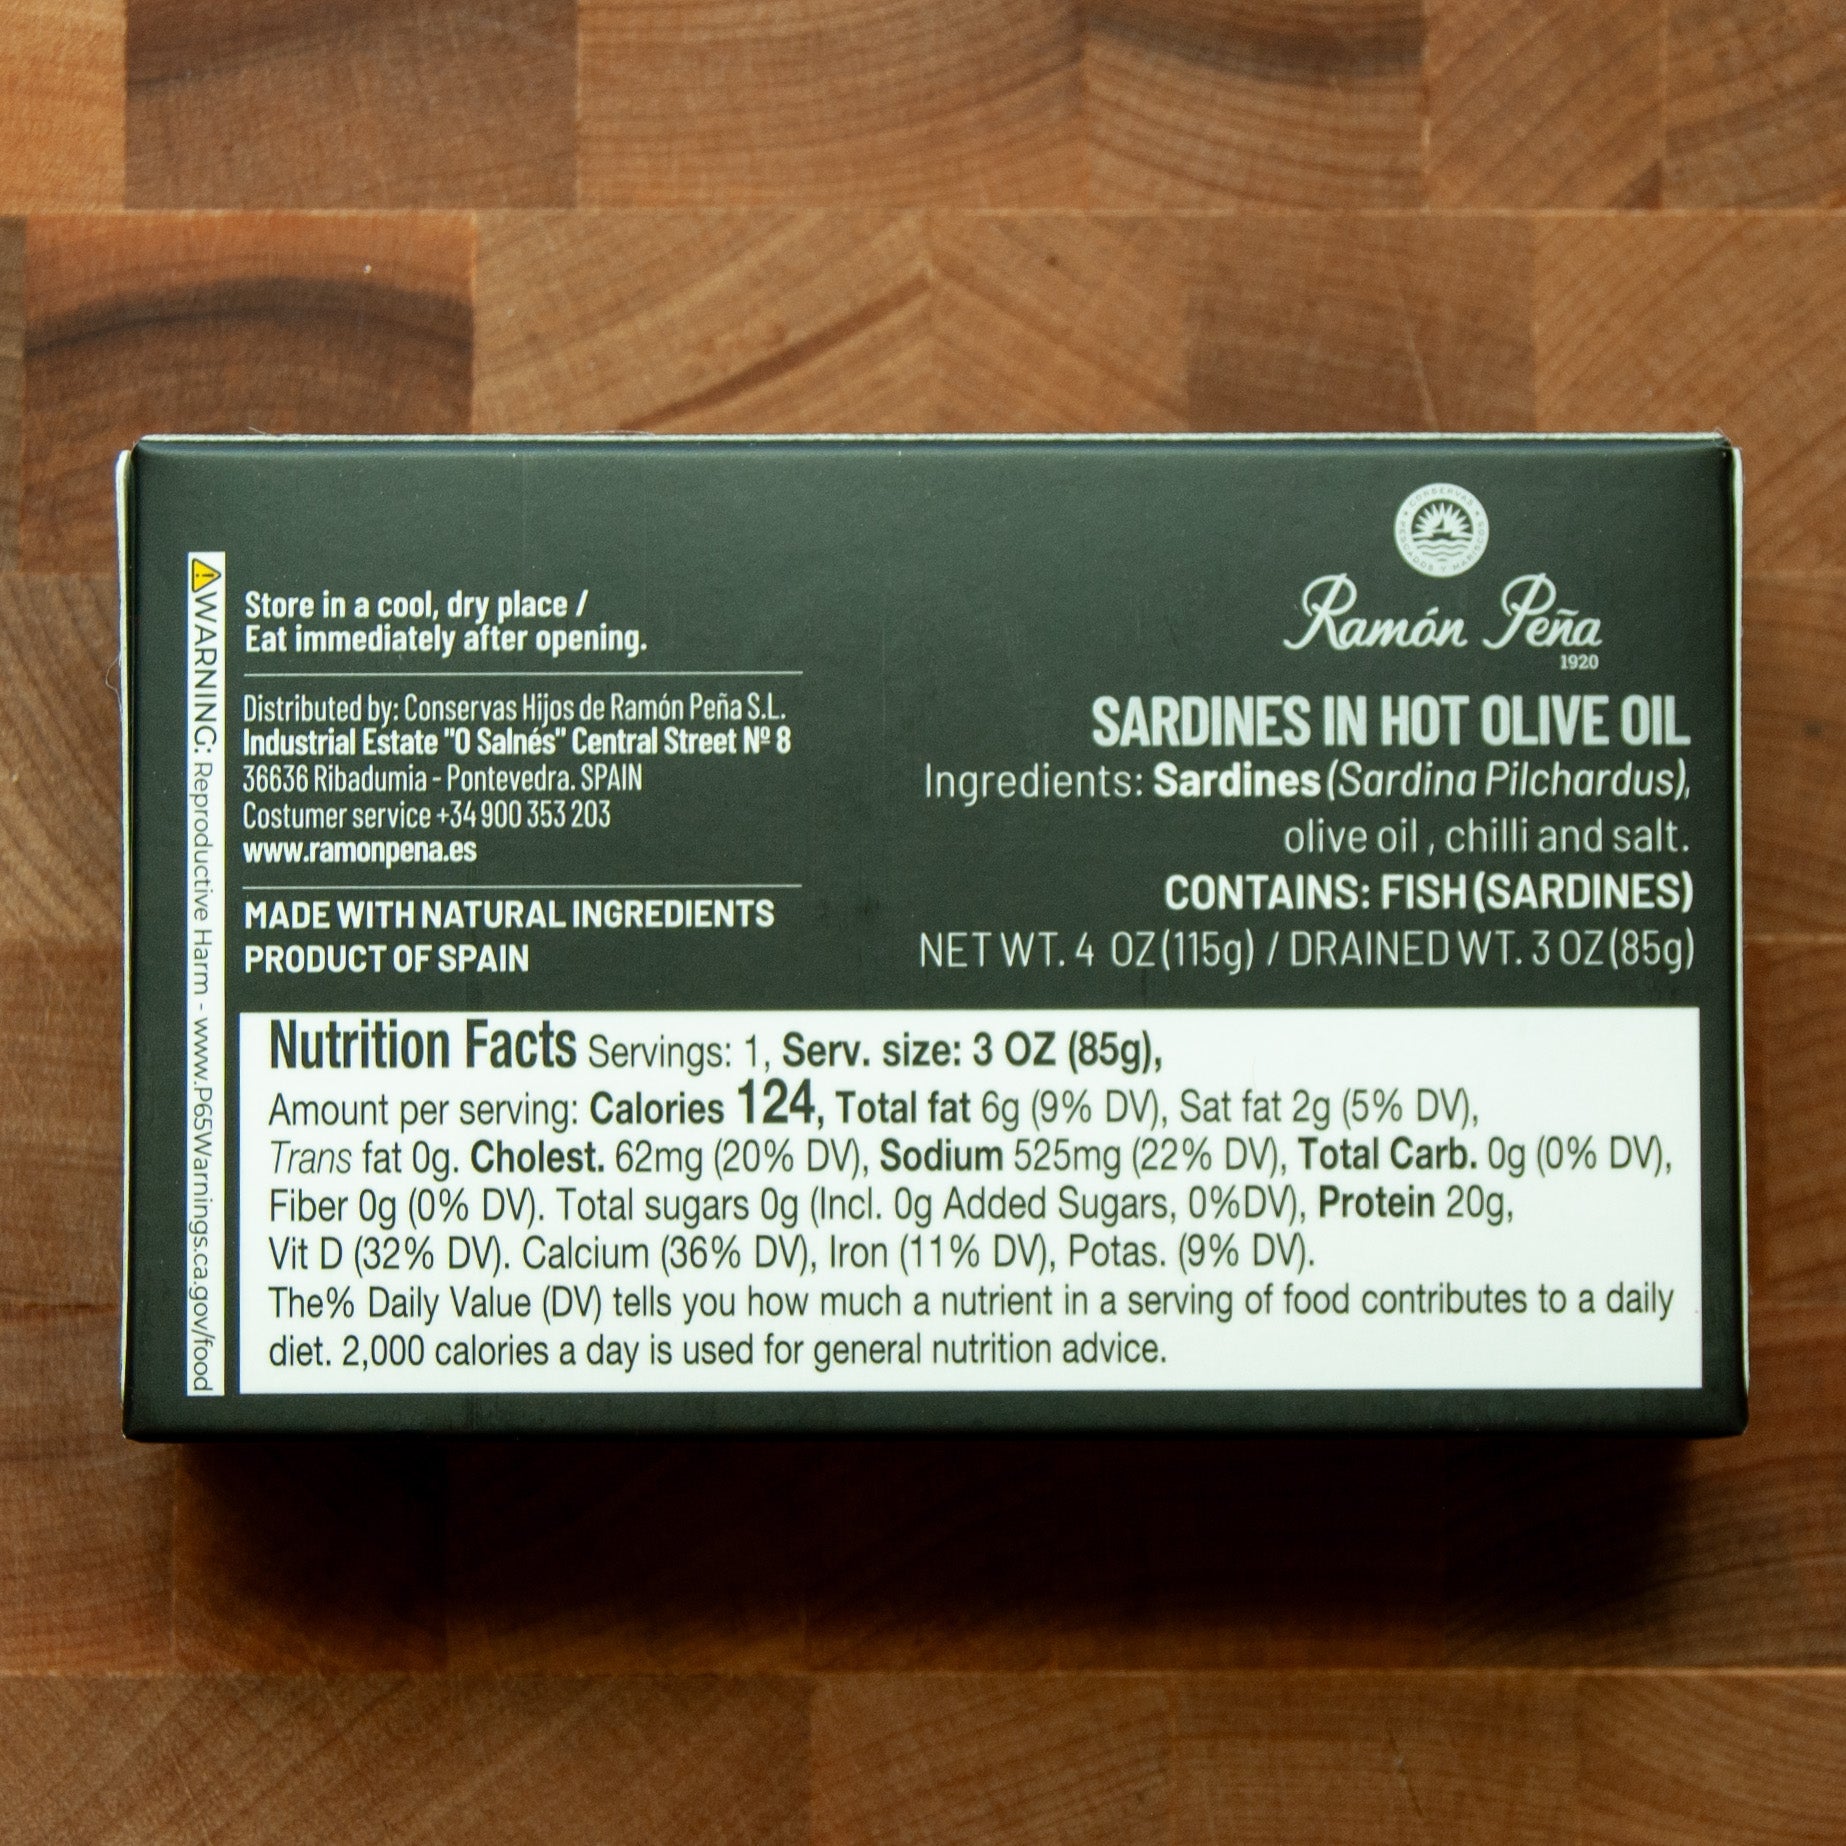 ⚠WARNING: Reproductive Harm - www.P65Warnings.ca.gov/food
Store in a cool, dry place /
Eat immediately after opening.
Distributed by: Conservas Hijos de Ramón Peña S.L.
Industrial Estate "O Salnés" Central Street Nº 8
36636 Ribadumia - Pontevedra. SPAIN
Costumer service +34 900 353 203
www.ramonpena.es
MADE WITH NATURAL INGREDIENTS
PRODUCT OF SPAIN
CONSERVAS
PESCADOS Y MARISCOS
Ramón Peña
1920
SARDINES IN HOT OLIVE OIL
Ingredients: Sardines (Sardina Pilchardus),
olive oil , chilli and salt.
CONTAINS: FISH (SARDINES)
NET WT. 4 OZ (115g) / DRAINED WT. 3 OZ (85g)
Nutrition Facts Servings: 1, Serv. size: 3 OZ (85g),
Amount per serving: Calories 124, Total fat 6g (9% DV), Sat fat 2g (5% DV),
Trans fat 0g. Cholest. 62mg (20% DV), Sodium 525mg (22% DV), Total Carb. 0g (0% DV),
Fiber 0g (0% DV). Total sugars 0g (Incl. 0g Added Sugars, 0%DV), Protein 20g,
Vit D (32% DV). Calcium (36% DV), Iron (11% DV), Potas. (9% DV).
The% Daily Value (DV) tells you how much a nutrient in a serving of food contributes to a daily
diet. 2,000 calories a day is used for general nutrition advice.